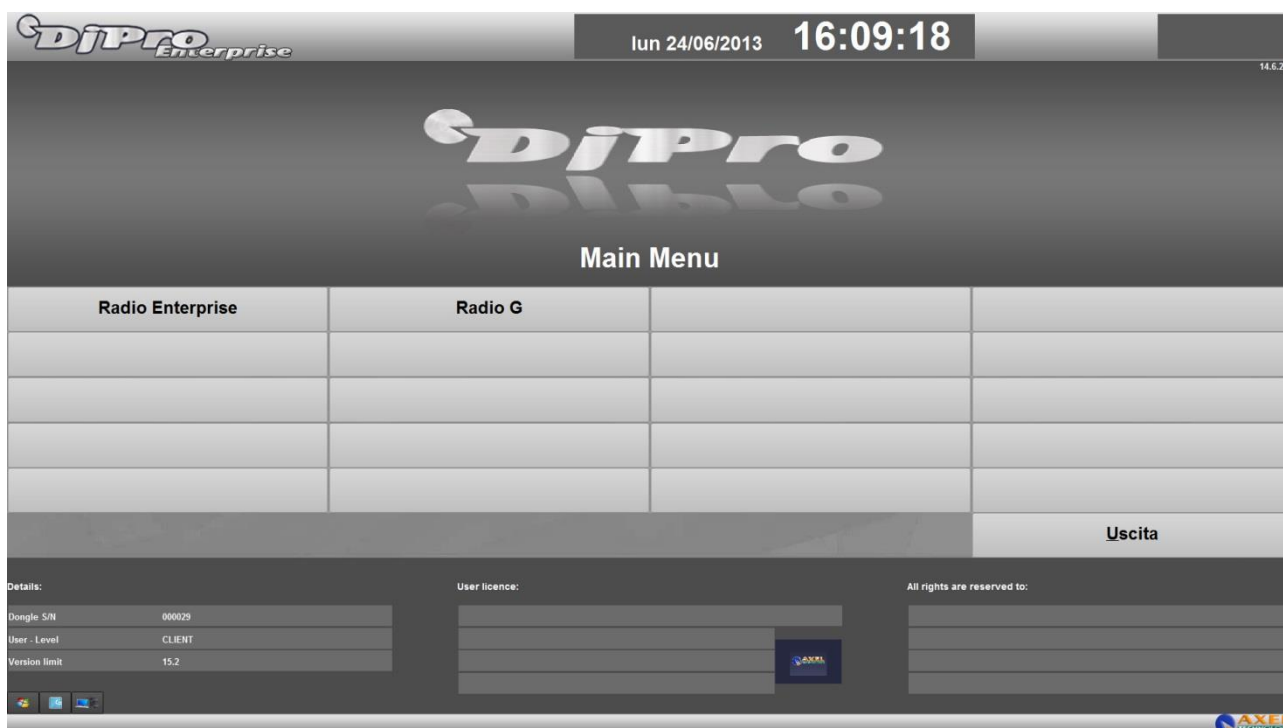 DjPro
Enterprise
lun 24/06/2013 16:09:18
14.6.2
DjPro
Main Menu
Radio Enterprise Radio G
Uscita
Details: User licence: All rights are reserved to:
Dongle S/N 000029
User - Level CLIENT
Version limit 15.2
AXEL
AXE